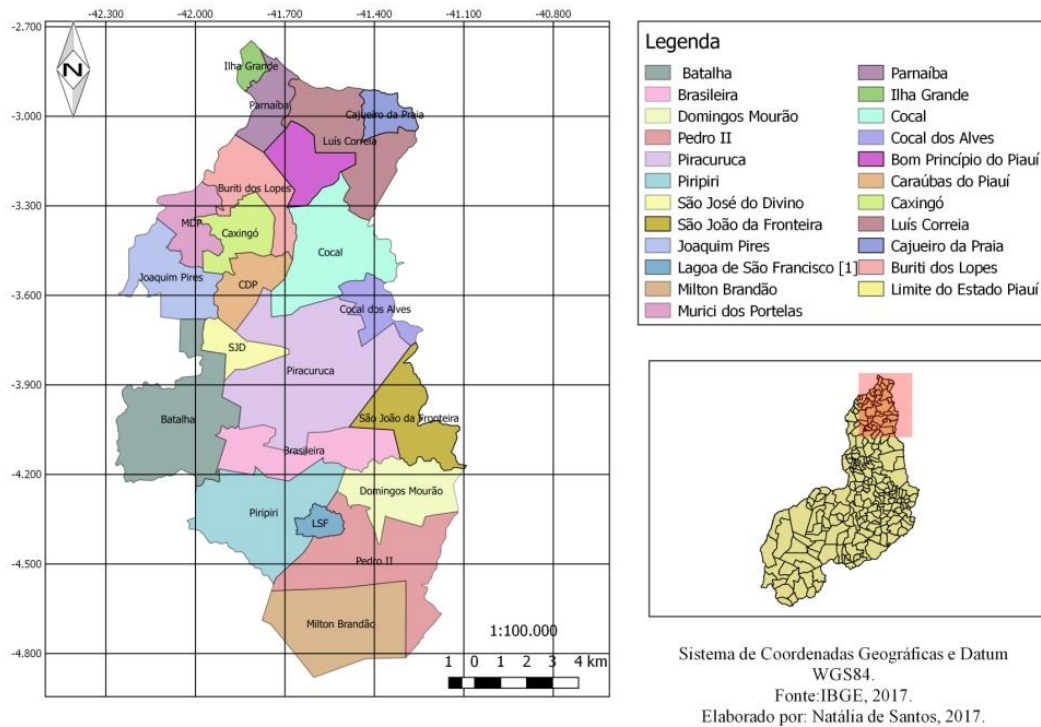 -42.300 -42.000 -41.700 -41.400 -41.100 -40.800
-2.700
-3.000
-3.300
-3.600
-3.900
-4.200
-4.500
-4.800
N
Ilha Grande
Parnaíba
Cajueiro da Praia
Luís Correia
Buriti dos Lopes
MDP
Caxingó
Cocal
Joaquim Pires
CDP
Cocal dos Alves
SJD
Piracuruca
Batalha
São João da Fronteira
Brasileira
Domingos Mourão
Piripiri
LSF
Pedro II
Milton Brandão
1:100.000
1 0 1 2 3 4 km
Legenda
Batalha
Brasileira
Domingos Mourão
Pedro II
Piracuruca
Piripiri
São José do Divino
São João da Fronteira
Joaquim Pires
Lagoa de São Francisco [1]
Milton Brandão
Murici dos Portelas
Parnaíba
Ilha Grande
Cocal
Cocal dos Alves
Bom Princípio do Piauí
Caraúbas do Piauí
Caxingó
Luís Correia
Cajueiro da Praia
Buriti dos Lopes
Limite do Estado Piauí
Sistema de Coordenadas Geográficas e Datum
WGS84.
Fonte:IBGE, 2017.
Elaborado por: Natália de Santos, 2017.